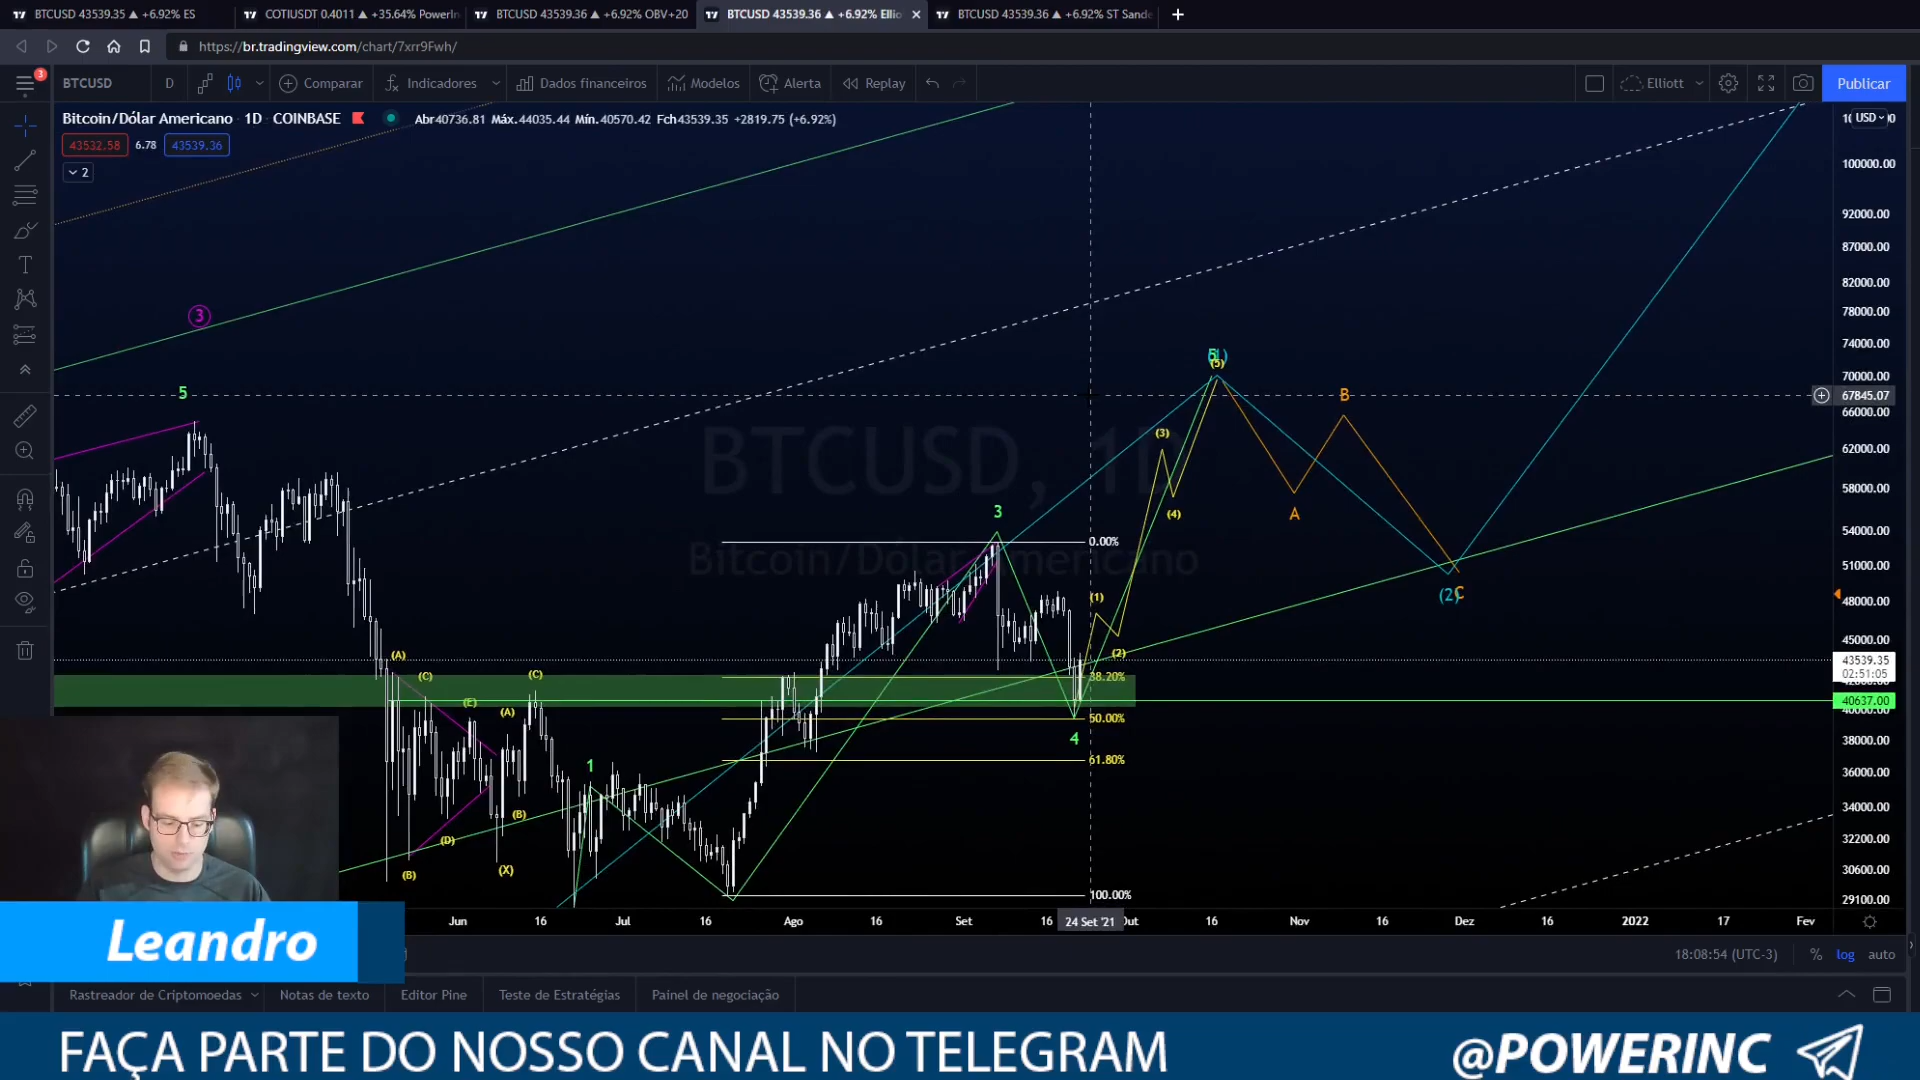 BTCUSD 43539.36 ▲ +6.92% ES
COTIUSDT 0.4011 ▲ +35.64% PowerIn
BTCUSD 43539.36 ▲ +6.92% OBV+20
BTCUSD 43539.36 ▲ +6.92% Ellio
BTCUSD 43539.36 ▲ +6.92% ST Sande
https://br.tradingview.com/chart/7xrr9Fwh/
3
BTCUSD
D
Comparar
Indicadores
Dados financeiros
Modelos
Alerta
Replay
Elliott
Publicar
Bitcoin/Dólar Americano · 1D · COINBASE
Abr40736.81 Máx.44035.44 Mín.40570.42 Fch43539.35 +2819.75 (+6.92%)
USD
43532.58
6.78
43539.36
2
100000.00
92000.00
87000.00
82000.00
78000.00
74000.00
70000.00
67845.07
66000.00
62000.00
58000.00
54000.00
51000.00
48000.00
45000.00
43539.35
02:51:05
40637.00
38000.00
36000.00
34000.00
32200.00
30600.00
29100.00
BTCUSD, 1D
Bitcoin/Dólar Americano
3
5
(5)
B
(3)
A
(4)
3
0.00%
(1)
(2)
C
(2)
(A)
(C)
(C)
38.20%
(E)
(A)
50.00%
4
61.80%
1
(B)
(D)
(X)
(B)
100.00%
Jun
16
Jul
16
Ago
16
Set
16
24 Set '21
Out
16
Nov
16
Dez
16
2022
17
Fev
Leandro
18:08:54 (UTC-3)
%
log
auto
Rastreador de Criptomoedas
Notas de texto
Editor Pine
Teste de Estratégias
Painel de negociação
FAÇA PARTE DO NOSSO CANAL NO TELEGRAM
@POWERINC